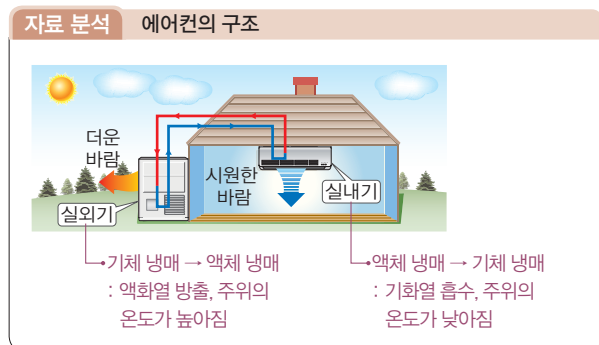 자료 분석 에어컨의 구조
더운
바람
시원한
바람
실내기
실외기
•기체 냉매 → 액체 냉매
: 액화열 방출, 주위의
온도가 높아짐
•액체 냉매 → 기체 냉매
: 기화열 흡수, 주위의
온도가 낮아짐